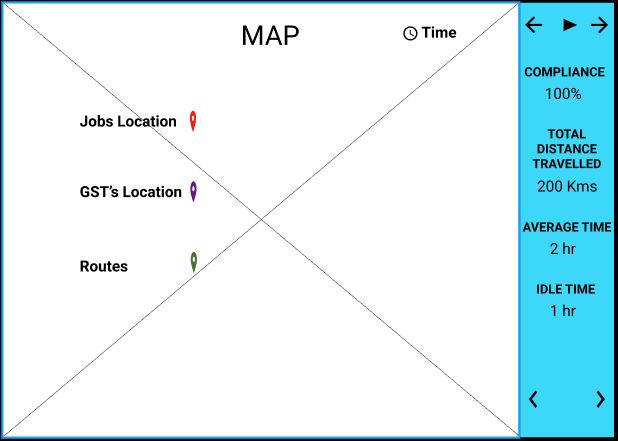 MAP
Time
Jobs Location
GST's Location
Routes
COMPLIANCE
100%
TOTAL
DISTANCE
TRAVELLED
200 Kms
AVERAGE TIME
2 hr
IDLE TIME
1 hr